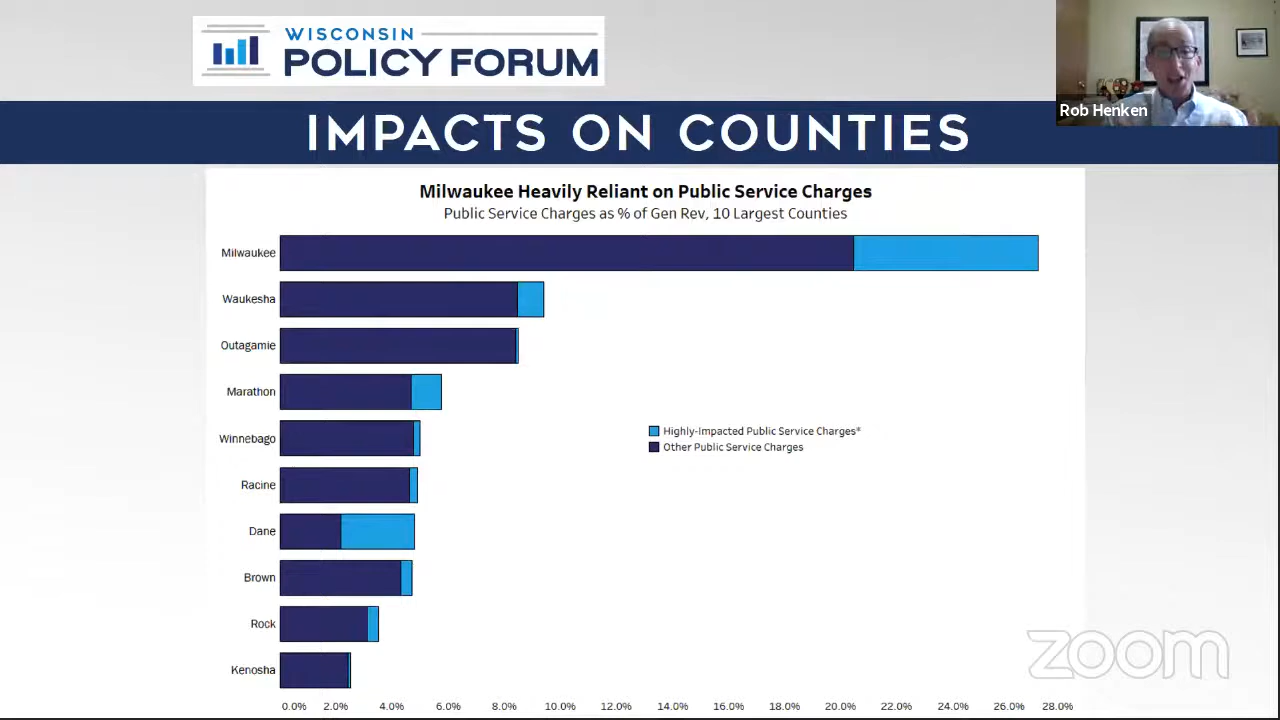 WISCONSIN
POLICY FORUM
Rob Henken
IMPACTS ON COUNTIES
Milwaukee Heavily Reliant on Public Service Charges
Public Service Charges as % of Gen Rev, 10 Largest Counties
Milwaukee
Waukesha
Outagamie
Marathon
Winnebago
Racine
Dane
Brown
Rock
Kenosha
Highly-Impacted Public Service Charges*
Other Public Service Charges
0.0% 2.0% 4.0% 6.0% 8.0% 10.0% 12.0% 14.0% 16.0% 18.0% 20.0% 22.0% 24.0% 26.0% 28.0%
zoom